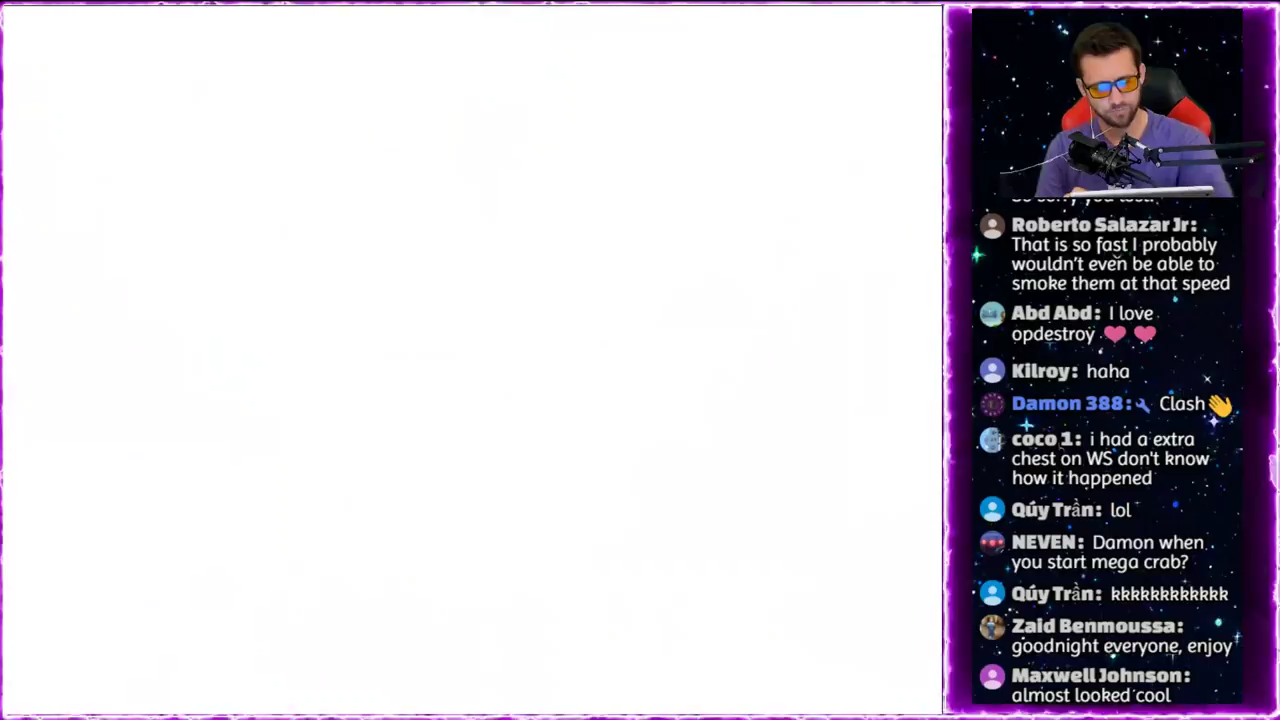 Roberto Salazar Jr:
That is so fast I probably
wouldn't even be able to
smoke them at that speed
Abd Abd: I love
opdestroy
Kilroy: haha
Damon 388: Clash
coco 1: i had a extra
chest on WS don't know
how it happened
Qúy Trần: lol
NEVEN: Damon when
you start mega crab?
Qúy Trần: kkkkkkkkkkkk
Zaid Benmoussa:
goodnight everyone, enjoy
Maxwell Johnson:
almost looked cool